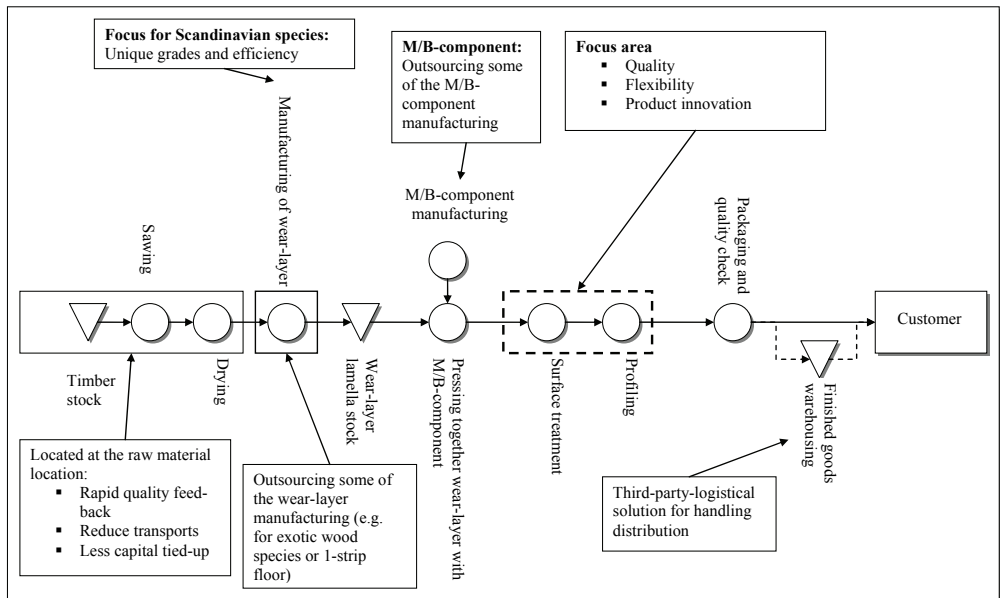 Focus for Scandinavian species:
Unique grades and efficiency
M/B-component:
Outsourcing some
of the M/B-
component
manufacturing
Focus area
▪ Quality
▪ Flexibility
▪ Product innovation
Manufacturing of wear-layer
M/B-component
manufacturing
Sawing
Packaging and
quality check
Customer
Timber
stock
Drying
Wear-layer
lamella stock
Pressing together wear-layer with
M/B-component
Surface treatment
Profiling
Finished goods
warehousing
Located at the raw material
location:
▪ Rapid quality feed-
back
▪ Reduce transports
▪ Less capital tied-up
Outsourcing some of
the wear-layer
manufacturing (e.g.
for exotic wood
species or 1-strip
floor)
Third-party-logistical
solution for handling
distribution